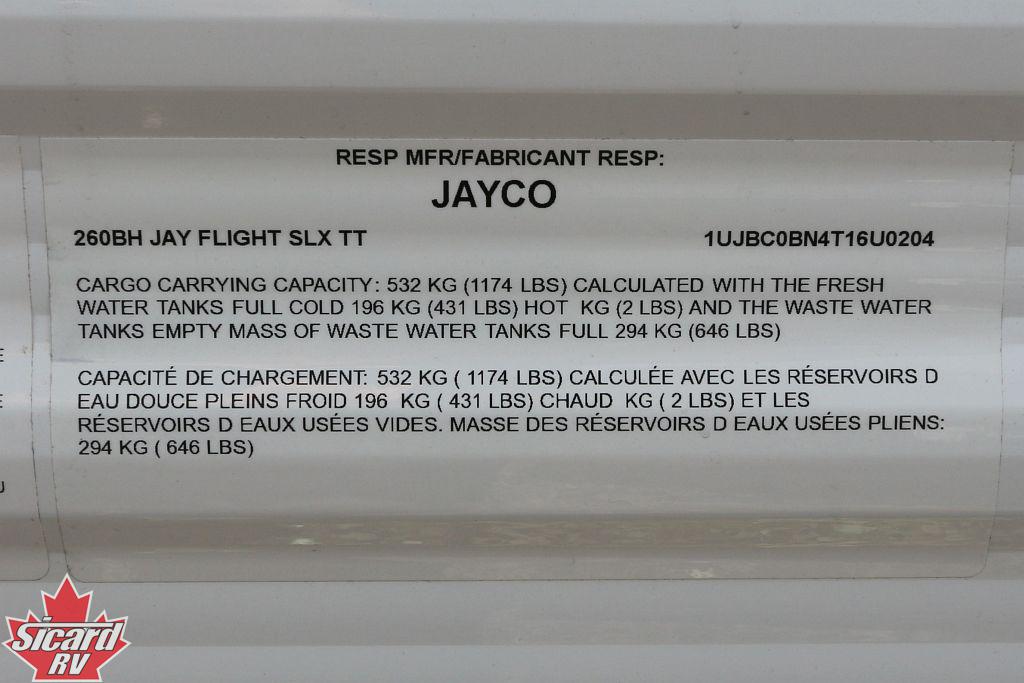 RESP MFR/FABRICANT RESP:
JAYCO
260BH JAY FLIGHT SLX TT 1UJBC0BN4T16U0204
CARGO CARRYING CAPACITY: 532 KG (1174 LBS) CALCULATED WITH THE FRESH
WATER TANKS FULL COLD 196 KG (431 LBS) HOT KG (2 LBS) AND THE WASTE WATER
TANKS EMPTY MASS OF WASTE WATER TANKS FULL 294 KG (646 LBS)
CAPACITÉ DE CHARGEMENT: 532 KG ( 1174 LBS) CALCULÉE AVEC LES RÉSERVOIRS D
EAU DOUCE PLEINS FROID 196 KG ( 431 LBS) CHAUD KG ( 2 LBS) ET LES
RÉSERVOIRS D EAUX USÉES VIDES. MASSE DES RÉSERVOIRS D EAUX USÉES PLIENS:
294 KG ( 646 LBS)
Sicard
RV